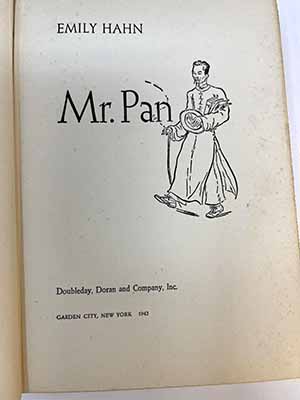 EMILY HAHN
Mr. Pan
Doubleday, Doran and Company, Inc.
GARDEN CITY, NEW YORK 1942